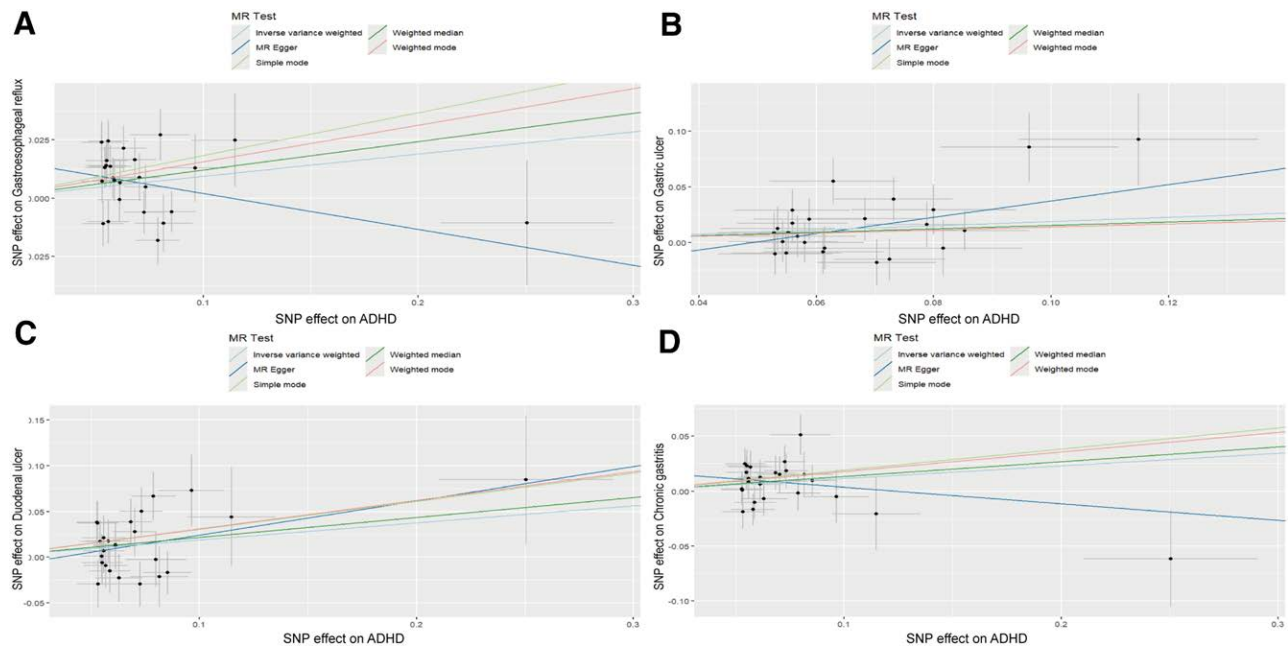 A
MR Test
Inverse variance weighted
Weighted median
MR Egger
Weighted mode
Simple mode
SNP effect on Gastroesophageal reflux
0.025
0.000
0.025
0.1
0.2
0.3
SNP effect on ADHD
B
MR Test
Inverse variance weighted
Weighted median
MR Egger
Weighted mode
Simple mode
SNP effect on Gastric ulcer
0.10
0.05
0.00
0.04
0.06
0.08
0.10
0.12
SNP effect on ADHD
C
MR Test
Inverse variance weighted
Weighted median
MR Egger
Weighted mode
Simple mode
SNP effect on Duodenal ulcer
0.15
0.10
0.05
0.00
-0.05
0.1
0.2
0.3
SNP effect on ADHD
D
MR Test
Inverse variance weighted
Weighted median
MR Egger
Weighted mode
Simple mode
SNP effect on Chronic gastritis
0.05
0.00
-0.05
-0.10
0.1
0.2
0.3
SNP effect on ADHD